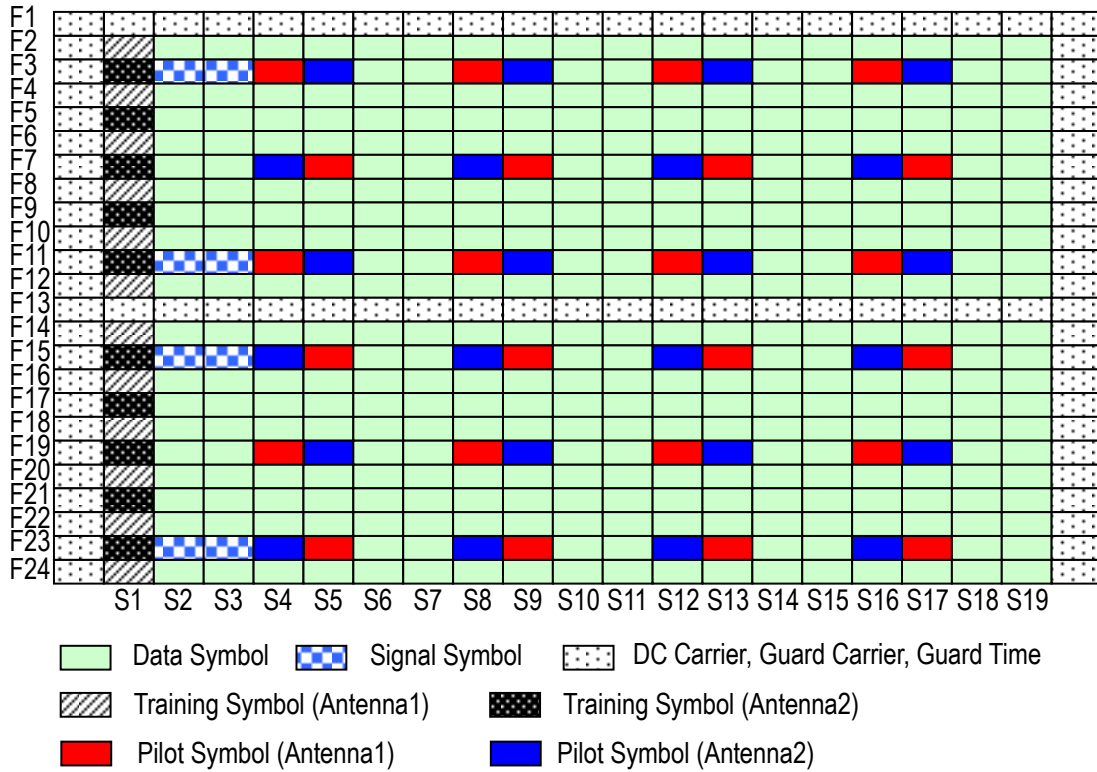 F1
F2
F3
F4
F5
F6
F7
F8
F9
F10
F11
F12
F13
F14
F15
F16
F17
F18
F19
F20
F21
F22
F23
F24
S1 S2 S3 S4 S5 S6 S7 S8 S9 S10 S11 S12 S13 S14 S15 S16 S17 S18 S19
Data Symbol Signal Symbol DC Carrier, Guard Carrier, Guard Time
Training Symbol (Antenna1) Training Symbol (Antenna2)
Pilot Symbol (Antenna1) Pilot Symbol (Antenna2)